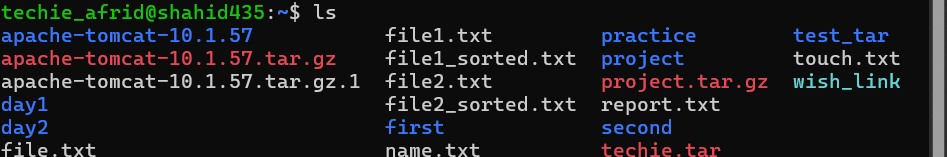 techie_afrid@shahid435:~$ ls
apache-tomcat-10.1.57 file1.txt practice test_tar
apache-tomcat-10.1.57.tar.gz file1_sorted.txt project touch.txt
apache-tomcat-10.1.57.tar.gz.1 file2.txt project.tar.gz wish_link
day1 file2_sorted.txt report.txt
day2 first second
file.txt name.txt techie.tar